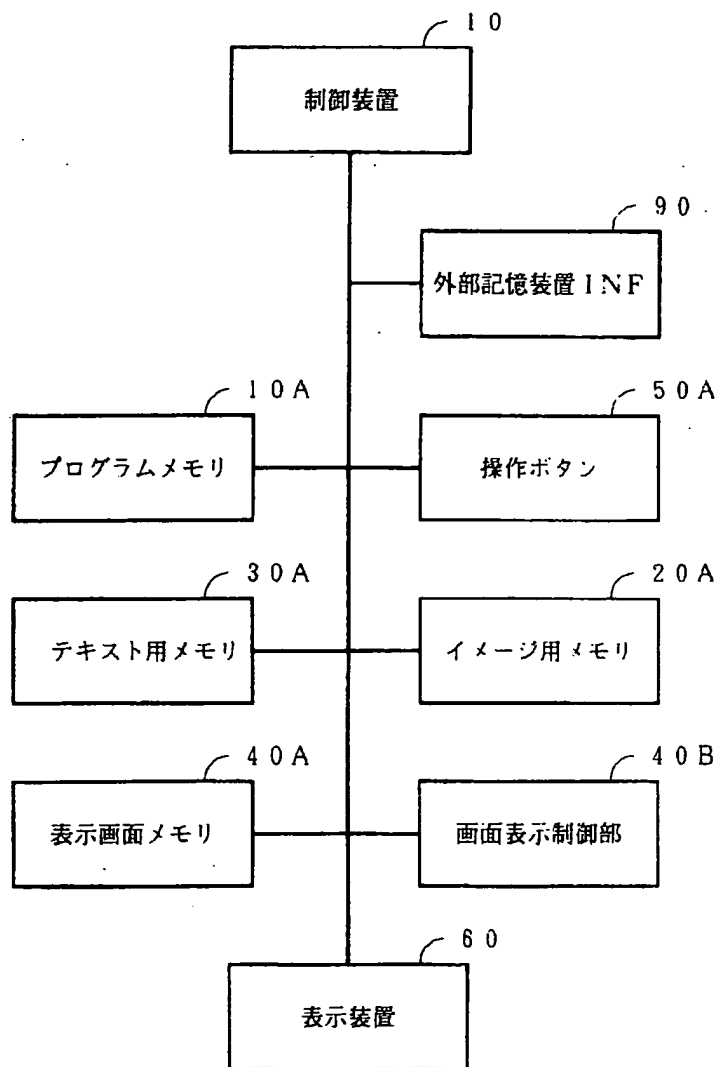 10
制御装置
90
外部記憶装置INF
10A
プログラムメモリ
50A
操作ボタン
30A
テキスト用メモリ
20A
イメージ用メモリ
40A
表示画面メモリ
40B
画面表示制御部
60
表示装置